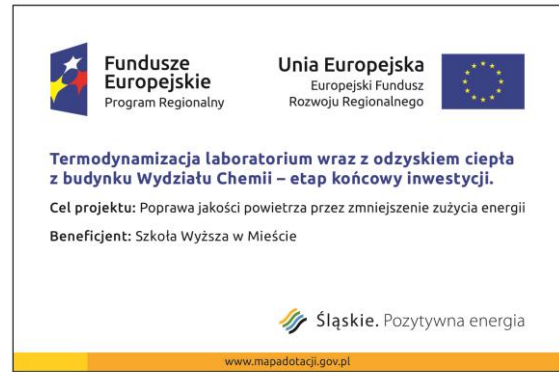 Fundusze
Europejskie
Program Regionalny
Unia Europejska
Europejski Fundusz
Rozwoju Regionalnego
Termodynamizacja laboratorium wraz z odzyskiem ciepła
z budynku Wydziału Chemii – etap końcowy inwestycji.
Cel projektu: Poprawa jakości powietrza przez zmniejszenie zużycia energii
Beneficjent: Szkoła Wyższa w Mieście
Śląskie. Pozytywna energia
www.mapadotacji.gov.pl